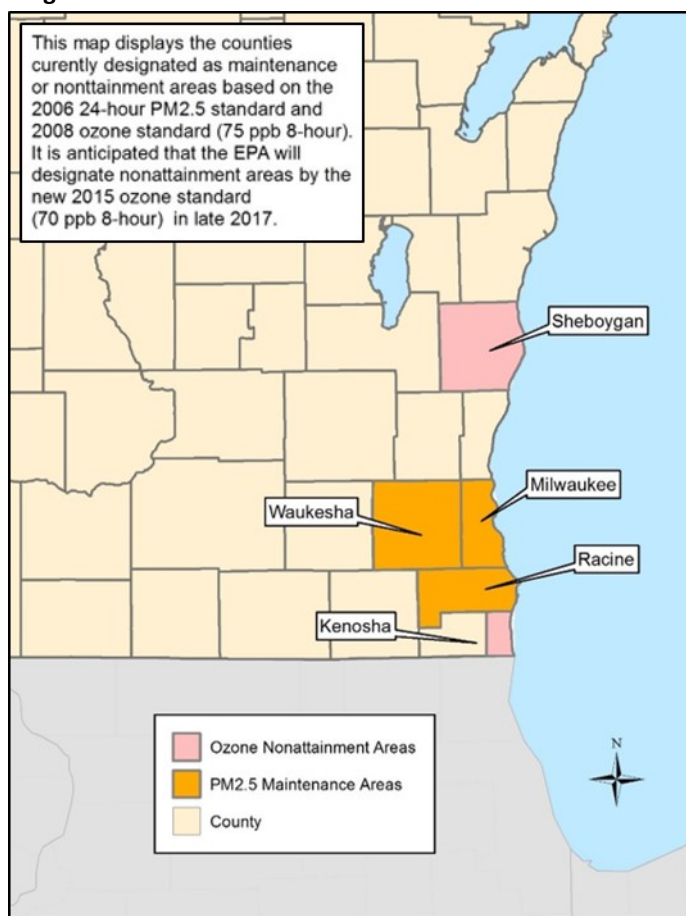 This map displays the counties
curently designated as maintenance
or nonttainment areas based on the
2006 24-hour PM2.5 standard and
2008 ozone standard (75 ppb 8-hour).
It is anticipated that the EPA will
designate nonattainment areas by the
new 2015 ozone standard
(70 ppb 8-hour) in late 2017.
Sheboygan
Milwaukee
Waukesha
Racine
Kenosha
Ozone Nonattainment Areas
PM2.5 Maintenance Areas
County
N